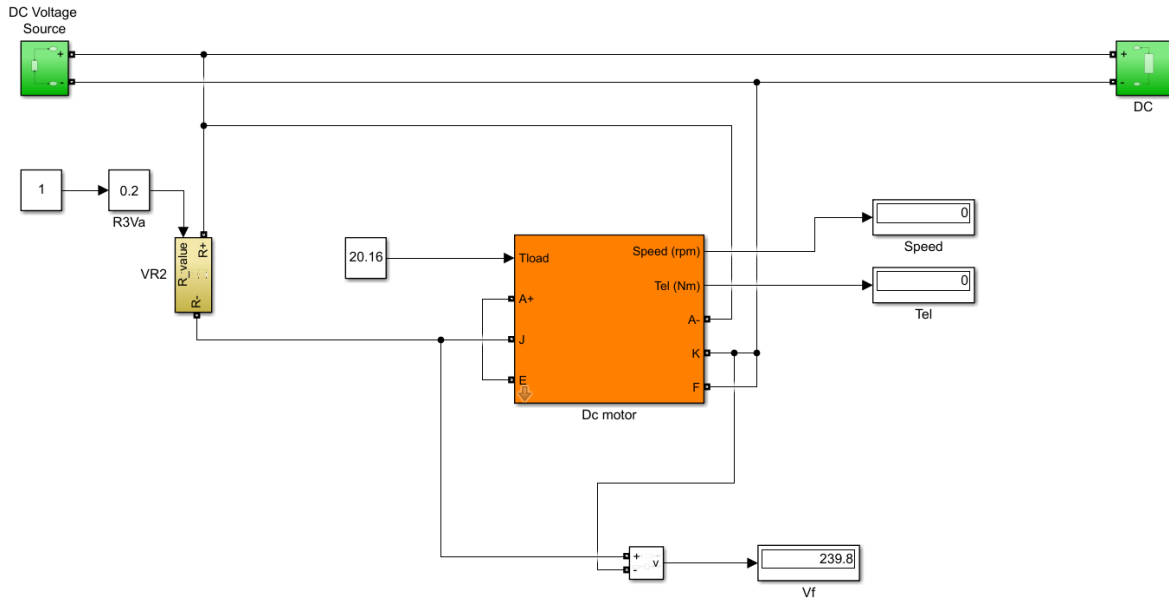 DC Voltage
Source
+
-
+
-
DC
1
0.2
R3Va
R_value
R+
R-
VR2
20.16
Tload
A+
J
E
Speed (rpm)
Tel (Nm)
A-
K
F
Dc motor
0
Speed
0
Tel
+
-
v
239.8
Vf